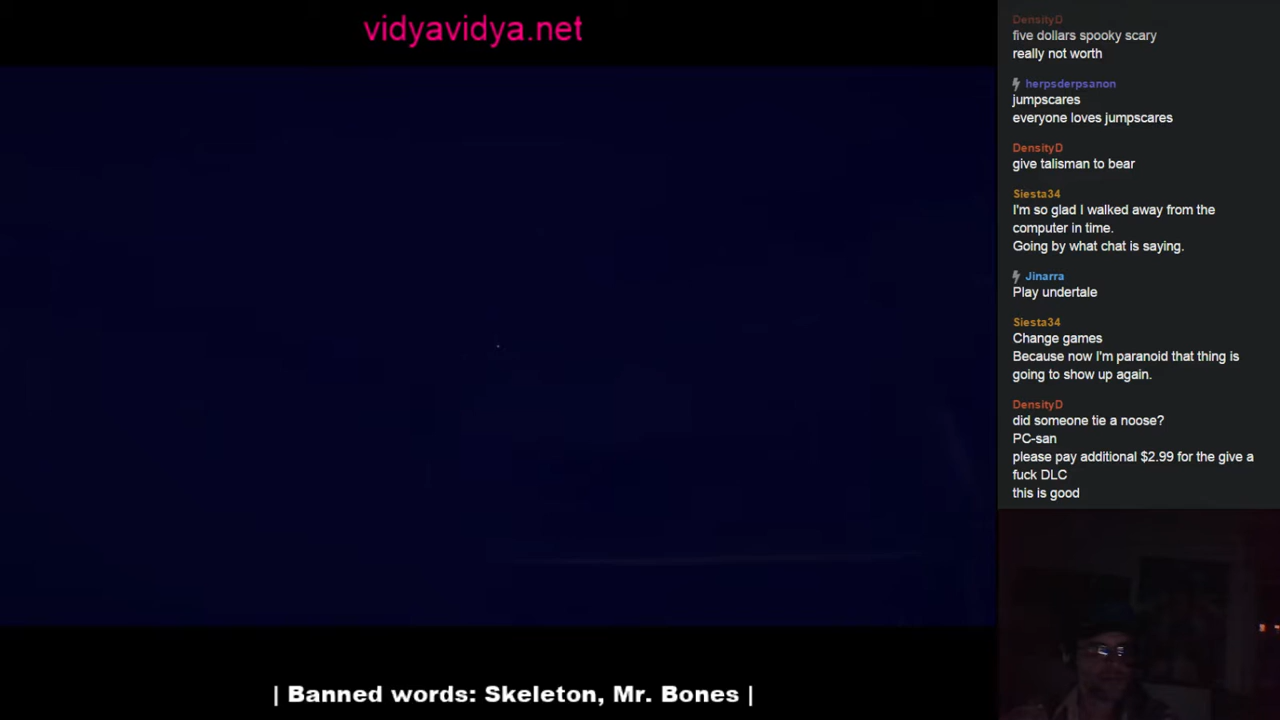 vidyavidya.net
DensityD
five dollars spooky scary
really not worth
herpsderpsanon
jumpscares
everyone loves jumpscares
DensityD
give talisman to bear
Siesta34
I'm so glad I walked away from the
computer in time.
Going by what chat is saying.
Jinarra
Play undertale
Siesta34
Change games
Because now I'm paranoid that thing is
going to show up again.
DensityD
did someone tie a noose?
PC-san
please pay additional $2.99 for the give a
fuck DLC
this is good
| Banned words: Skeleton, Mr. Bones |